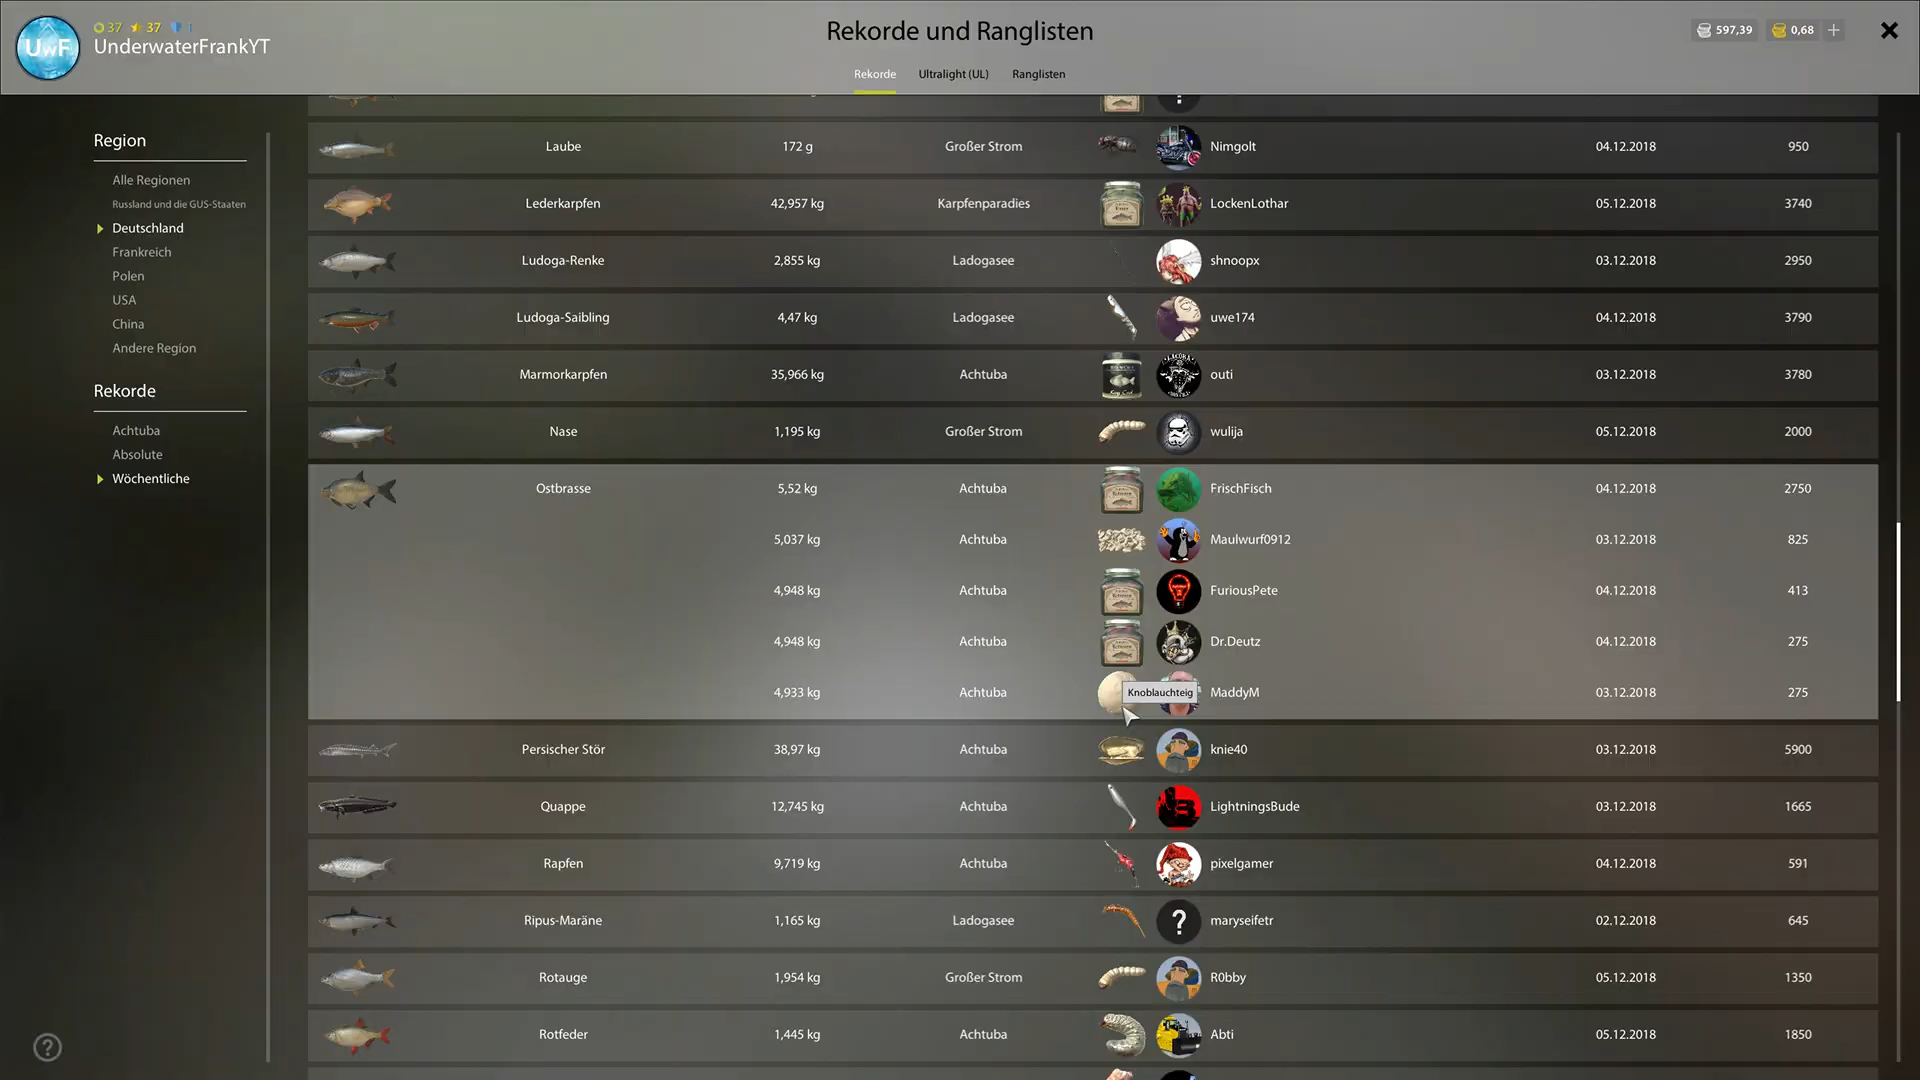 37 37 1
UnderwaterFrankYT
UwF
Rekorde und Ranglisten
597,39 0,68 +
Rekorde Ultralight (UL) Ranglisten
Region
Alle Regionen
Russland und die GUS-Staaten
Deutschland
Frankreich
Polen
USA
China
Andere Region
Rekorde
Achtuba
Absolute
Wöchentliche
Laube 172 g Großer Strom Nimgolt 04.12.2018 950
Lederkarpfen 42,957 kg Karpfenparadies LockenLothar 05.12.2018 3740
Ludoga-Renke 2,855 kg Ladogasee shnoopx 03.12.2018 2950
Ludoga-Saibling 4,47 kg Ladogasee uwe174 04.12.2018 3790
Marmorkarpfen 35,966 kg Achtuba outi 03.12.2018 3780
Nase 1,195 kg Großer Strom wulija 05.12.2018 2000
Ostbrasse 5,52 kg Achtuba FrischFisch 04.12.2018 2750
5,037 kg Achtuba Maulwurf0912 03.12.2018 825
4,948 kg Achtuba FuriousPete 04.12.2018 413
4,948 kg Achtuba Dr.Deutz 04.12.2018 275
4,933 kg Achtuba Knoblauchteig MaddyM 03.12.2018 275
Persischer Stör 38,97 kg Achtuba knie40 03.12.2018 5900
Quappe 12,745 kg Achtuba LightningsBude 03.12.2018 1665
Rapfen 9,719 kg Achtuba pixelgamer 04.12.2018 591
Ripus-Maräne 1,165 kg Ladogasee ? maryseifetr 02.12.2018 645
Rotauge 1,954 kg Großer Strom R0bby 05.12.2018 1350
Rotfeder 1,445 kg Achtuba Abti 05.12.2018 1850
?